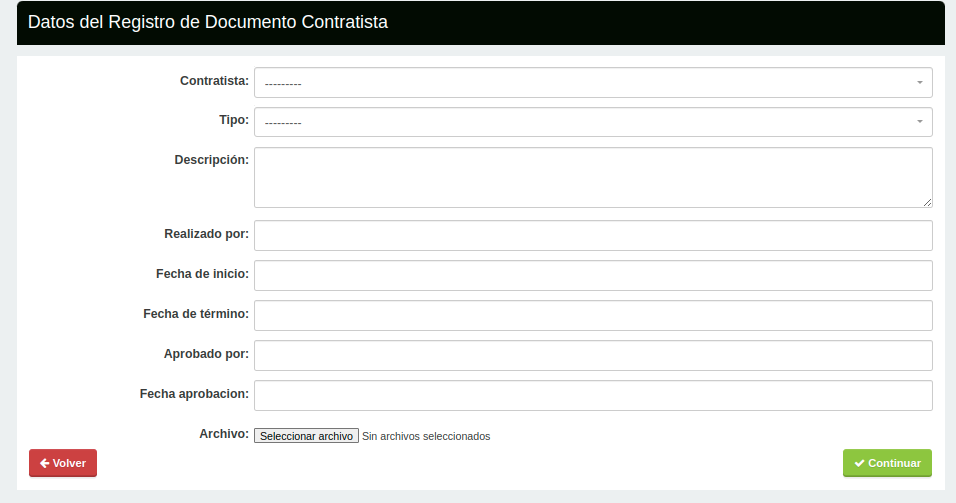 Datos del Registro de Documento Contratista
Contratista: ---------
Tipo: ---------
Descripción:
Realizado por:
Fecha de inicio:
Fecha de término:
Aprobado por:
Fecha aprobacion:
Archivo: Seleccionar archivo Sin archivos seleccionados
Volver Continuar